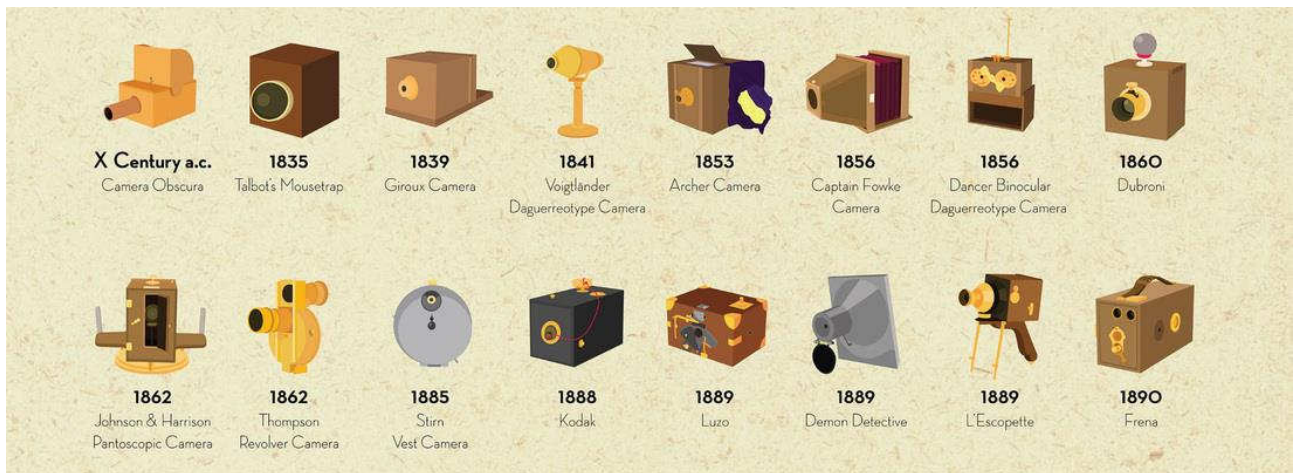 X Century a.c.
Camera Obscura
1835
Talbot's Mousetrap
1839
Giroux Camera
1841
Voigtländer
Daguerreotype Camera
1853
Archer Camera
1856
Captain Fowke
Camera
1856
Dancer Binocular
Daguerreotype Camera
1860
Dubroni
1862
Johnson & Harrison
Pantoscopic Camera
1862
Thompson
Revolver Camera
1885
Stirn
Vest Camera
1888
Kodak
1889
Luzo
1889
Demon Detective
1889
L'Escopette
1890
Frena